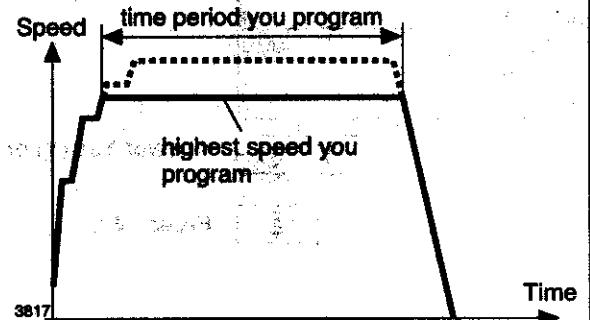 time period you program
Speed
highest speed you
program
Time
3817